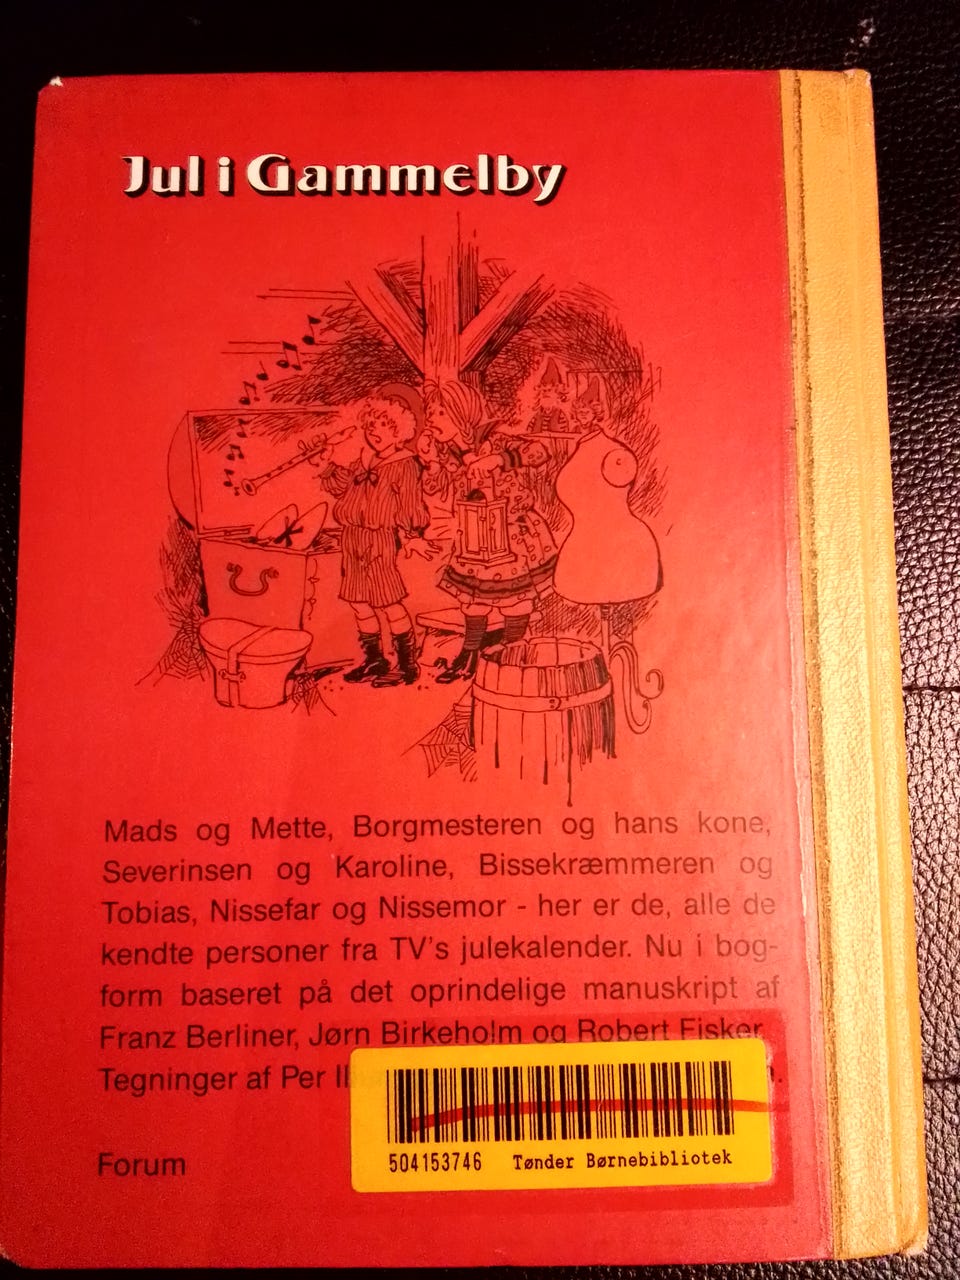 Jul i Gammelby
Mads og Mette, Borgmesteren og hans kone,
Severinsen og Karoline, Bissekræmmeren og
Tobias, Nissefar og Nissemor - her er de, alle de
kendte personer fra TV's julekalender. Nu i bog-
form baseret på det oprindelige manuskript af
Franz Berliner, Jørn Birkeholm og Robert Fisker.
Tegninger af Per
504153746 Tønder Børnebibliotek
Forum